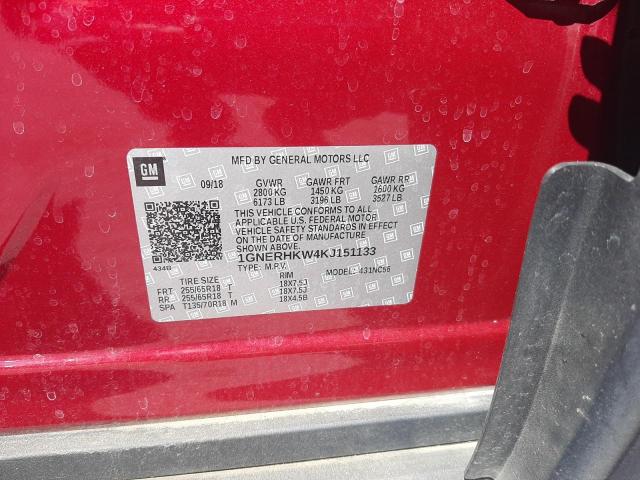 GM
MFD BY GENERAL MOTORS LLC
09/18 GVWR GAWR FRT GAWR RR
2800 KG 1450 KG 1600 KG
6173 LB 3196 LB 3527 LB
THIS VEHICLE CONFORMS TO ALL
APPLICABLE U.S. FEDERAL MOTOR
VEHICLE SAFETY STANDARDS IN EFFECT
ON THE DATE OF MANUFACTURE
SHOWN ABOVE.
1GNERHKW4KJ151133
434B TYPE: M.P.V. MODEL: 431NC56
TIRE SIZE RIM
FRT 255/65R18 T 18X7.5J
RR 255/65R18 T 18X7.5J
SPA T135/70R18 M 18X4.5B